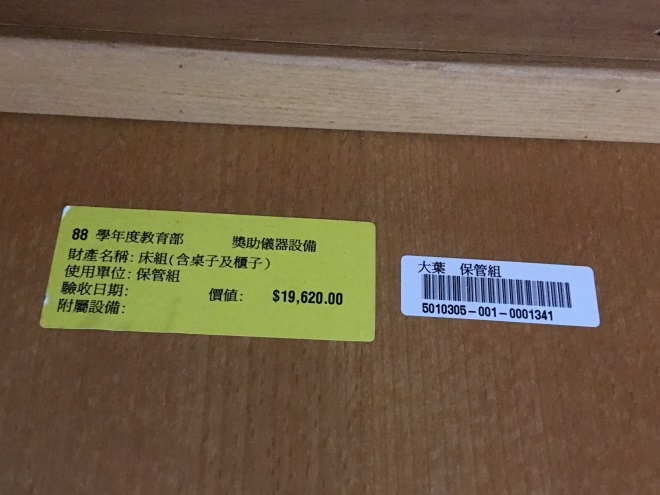 88 學年度教育部 獎助儀器設備
財產名稱: 床組(含桌子及櫃子)
使用單位: 保管組
驗收日期: 價值: $19,620.00
附屬設備:
大葉 保管組
5010305-001-0001341